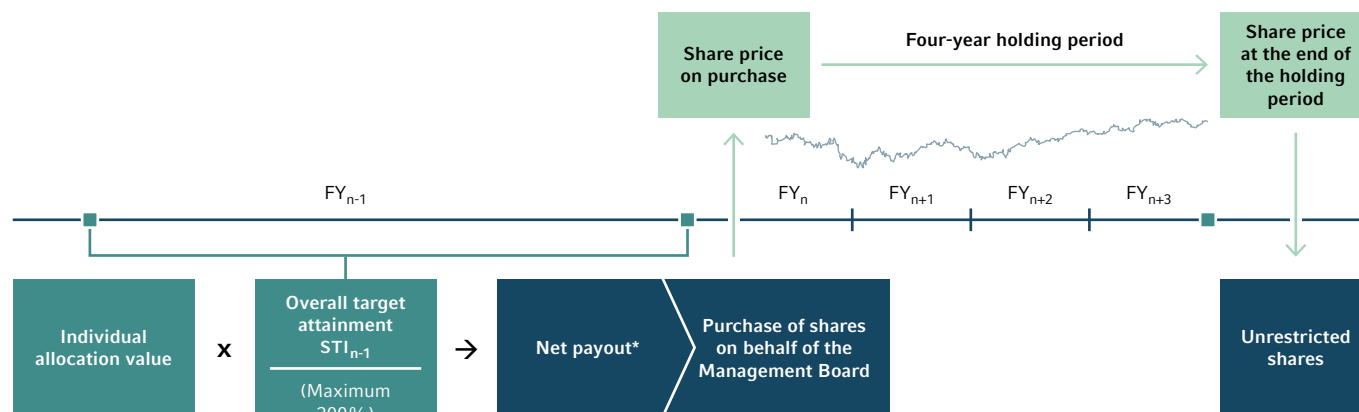 Share price
on purchase
Four-year holding period
Share price
at the end of
the holding
period
FYn-1
FYn
FYn+1
FYn+2
FYn+3
Individual
allocation value
x
Overall target
attainment
STIn-1
(Maximum
→
Net payout*
Purchase of shares
on behalf of the
Management Board
Unrestricted
shares